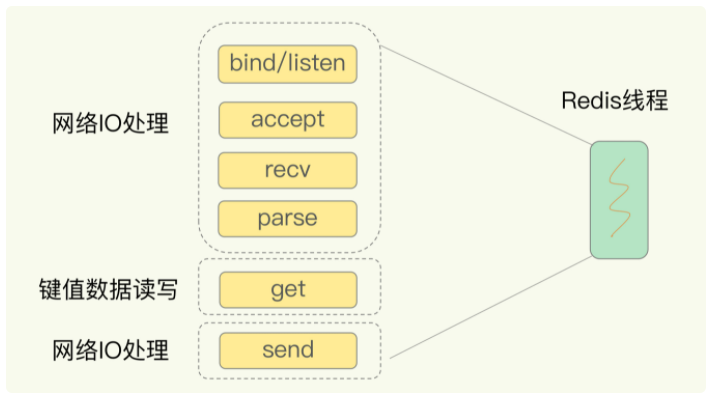 bind/listen
网络IO处理
accept
recv
parse
Redis线程
键值数据读写
get
网络IO处理
send